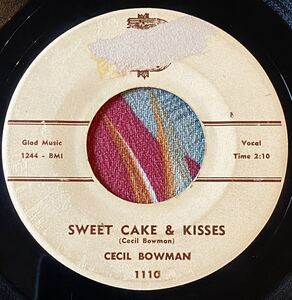 Glad Music
1244 - BMI
Vocal
Time 2:10
SWEET CAKE & KISSES
(Cecil Bowman)
CECIL BOWMAN
1110